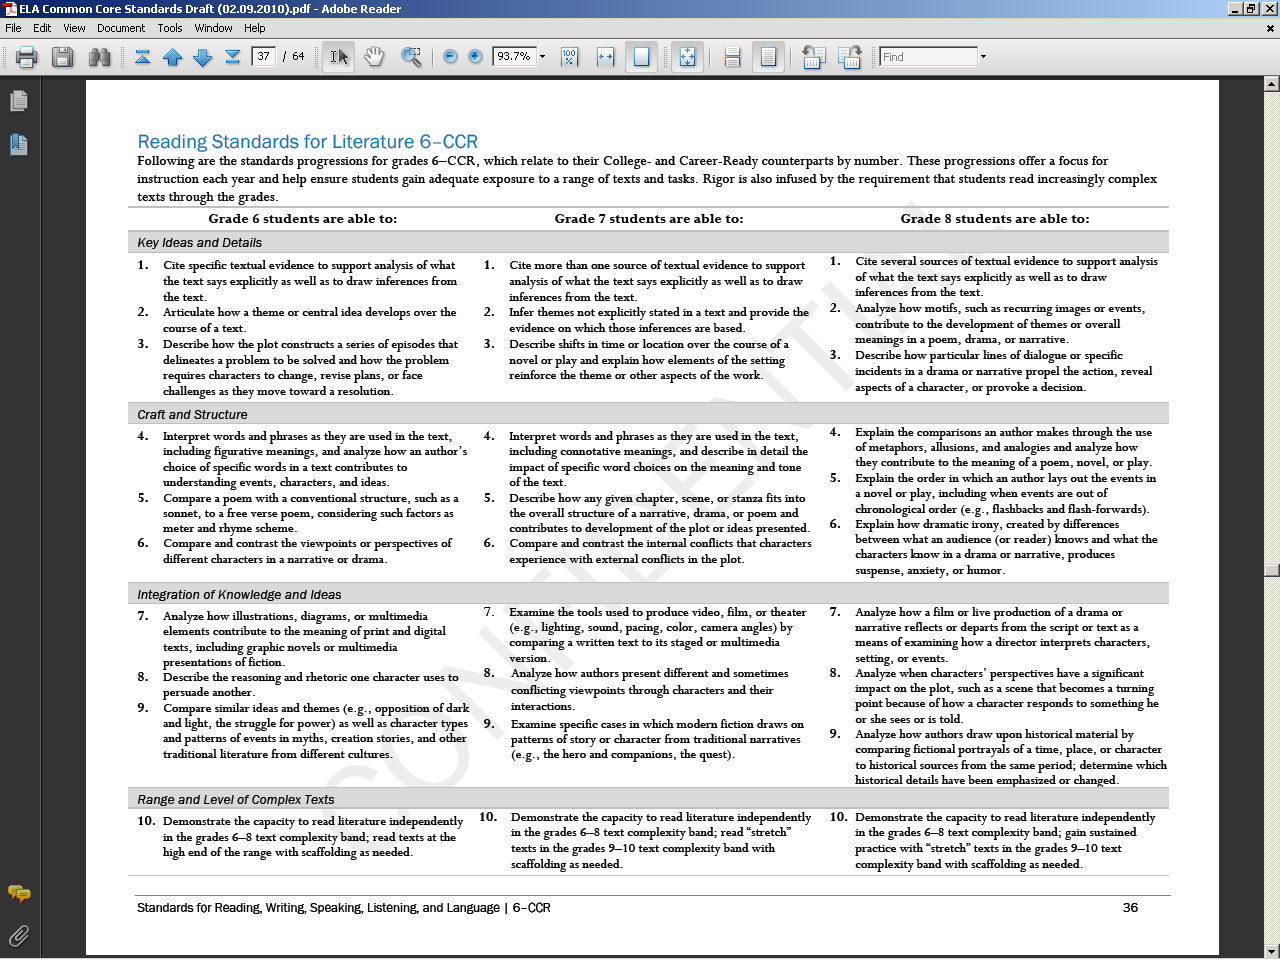 ELA Common Core Standards Draft (02.09.2010).pdf - Adobe Reader
File Edit View Document Tools Window Help
37 / 64 93.7% Find
Reading Standards for Literature 6–CCR
Following are the standards progressions for grades 6–CCR, which relate to their College- and Career-Ready counterparts by number. These progressions offer a focus for
instruction each year and help ensure students gain adequate exposure to a range of texts and tasks. Rigor is also infused by the requirement that students read increasingly complex
texts through the grades.
Grade 6 students are able to:
Grade 7 students are able to:
Grade 8 students are able to:
Key Ideas and Details
1. Cite specific textual evidence to support analysis of what
the text says explicitly as well as to draw inferences from
the text.
2. Articulate how a theme or central idea develops over the
course of a text.
3. Describe how the plot constructs a series of episodes that
delineates a problem to be solved and how the problem
requires characters to change, revise plans, or face
challenges as they move toward a resolution.
1. Cite more than one source of textual evidence to support
analysis of what the text says explicitly as well as to draw
inferences from the text.
2. Infer themes not explicitly stated in a text and provide the
evidence on which those inferences are based.
3. Describe shifts in time or location over the course of a
novel or play and explain how elements of the setting
reinforce the theme or other aspects of the work.
1. Cite several sources of textual evidence to support analysis
of what the text says explicitly as well as to draw
inferences from the text.
2. Analyze how motifs, such as recurring images or events,
contribute to the development of themes or overall
meanings in a poem, drama, or narrative.
3. Describe how particular lines of dialogue or specific
incidents in a drama or narrative propel the action, reveal
aspects of a character, or provoke a decision.
Craft and Structure
4. Interpret words and phrases as they are used in the text,
including figurative meanings, and analyze how an author's
choice of specific words in a text contributes to
understanding events, characters, and ideas.
5. Compare a poem with a conventional structure, such as a
sonnet, to a free verse poem, considering such factors as
meter and rhyme scheme.
6. Compare and contrast the viewpoints or perspectives of
different characters in a narrative or drama.
4. Interpret words and phrases as they are used in the text,
including connotative meanings, and describe in detail the
impact of specific word choices on the meaning and tone
of the text.
5. Describe how any given chapter, scene, or stanza fits into
the overall structure of a narrative, drama, or poem and
contributes to development of the plot or ideas presented.
6. Compare and contrast the internal conflicts that characters
experience with external conflicts in the plot.
4. Explain the comparisons an author makes through the use
of metaphors, allusions, and analogies and analyze how
they contribute to the meaning of a poem, novel, or play.
5. Explain the order in which an author lays out the events in
a novel or play, including when events are out of
chronological order (e.g., flashbacks and flash-forwards).
6. Explain how dramatic irony, created by differences
between what an audience (or reader) knows and what the
characters know in a drama or narrative, produces
suspense, anxiety, or humor.
Integration of Knowledge and Ideas
7. Analyze how illustrations, diagrams, or multimedia
elements contribute to the meaning of print and digital
texts, including graphic novels or multimedia
presentations of fiction.
8. Describe the reasoning and rhetoric one character uses to
persuade another.
9. Compare similar ideas and themes (e.g., opposition of dark
and light, the struggle for power) as well as character types
and patterns of events in myths, creation stories, and other
traditional literature from different cultures.
7. Examine the tools used to produce video, film, or theater
(e.g., lighting, sound, pacing, color, camera angles) by
comparing a written text to its staged or multimedia
version.
8. Analyze how authors present different and sometimes
conflicting viewpoints through characters and their
interactions.
9. Examine specific cases in which modern fiction draws on
patterns of story or character from traditional narratives
(e.g., the hero and companions, the quest).
7. Analyze how a film or live production of a drama or
narrative reflects or departs from the script or text as a
means of examining how a director interprets characters,
setting, or events.
8. Analyze when characters' perspectives have a significant
impact on the plot, such as a scene that becomes a turning
point because of how a character responds to something he
or she sees or is told.
9. Analyze how authors draw upon historical material by
comparing fictional portrayals of a time, place, or character
to historical sources from the same period; determine which
historical details have been emphasized or changed.
Range and Level of Complex Texts
10. Demonstrate the capacity to read literature independently
in the grades 6–8 text complexity band; read texts at the
high end of the range with scaffolding as needed.
10. Demonstrate the capacity to read literature independently
in the grades 6–8 text complexity band; read “stretch”
texts in the grades 9–10 text complexity band with
scaffolding as needed.
10. Demonstrate the capacity to read literature independently
in the grades 6–8 text complexity band; gain sustained
practice with “stretch” texts in the grades 9–10 text
complexity band with scaffolding as needed.
Standards for Reading, Writing, Speaking, Listening, and Language | 6–CCR
36
CONFIDENTIAL